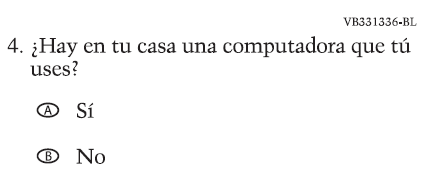 VB331336-BL
4. ¿Hay en tu casa una computadora que tú
uses?
A Sí
B No